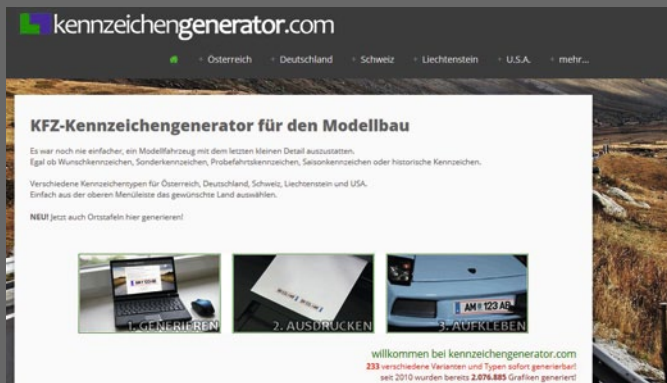 kennzeichengenerator.com
Österreich Deutschland Schweiz Liechtenstein U.S.A. mehr...
KFZ-Kennzeichengenerator für den Modellbau
Es war noch nie einfacher, ein Modellfahrzeug mit dem letzten kleinen Detail auszustatten.
Egal ob Wunschkennzeichen, Sonderkennzeichen, Probefahrtskennzeichen, Saisonkennzeichen oder historische Kennzeichen.
Verschiedene Kennzeichentypen für Österreich, Deutschland, Schweiz, Liechtenstein und USA.
Einfach aus der oberen Menüleiste das gewünschte Land auswählen.
NEU! Jetzt auch Ortstafeln hier generieren!
AM 123 AB
1. GENERIEREN 2. AUSDRUCKEN 3. AUFKLEBEN
willkommen bei kennzeichengenerator.com
233 verschiedene Varianten und Typen sofort generierbar!
seit 2010 wurden bereits 2.076.885 Grafiken generiert!